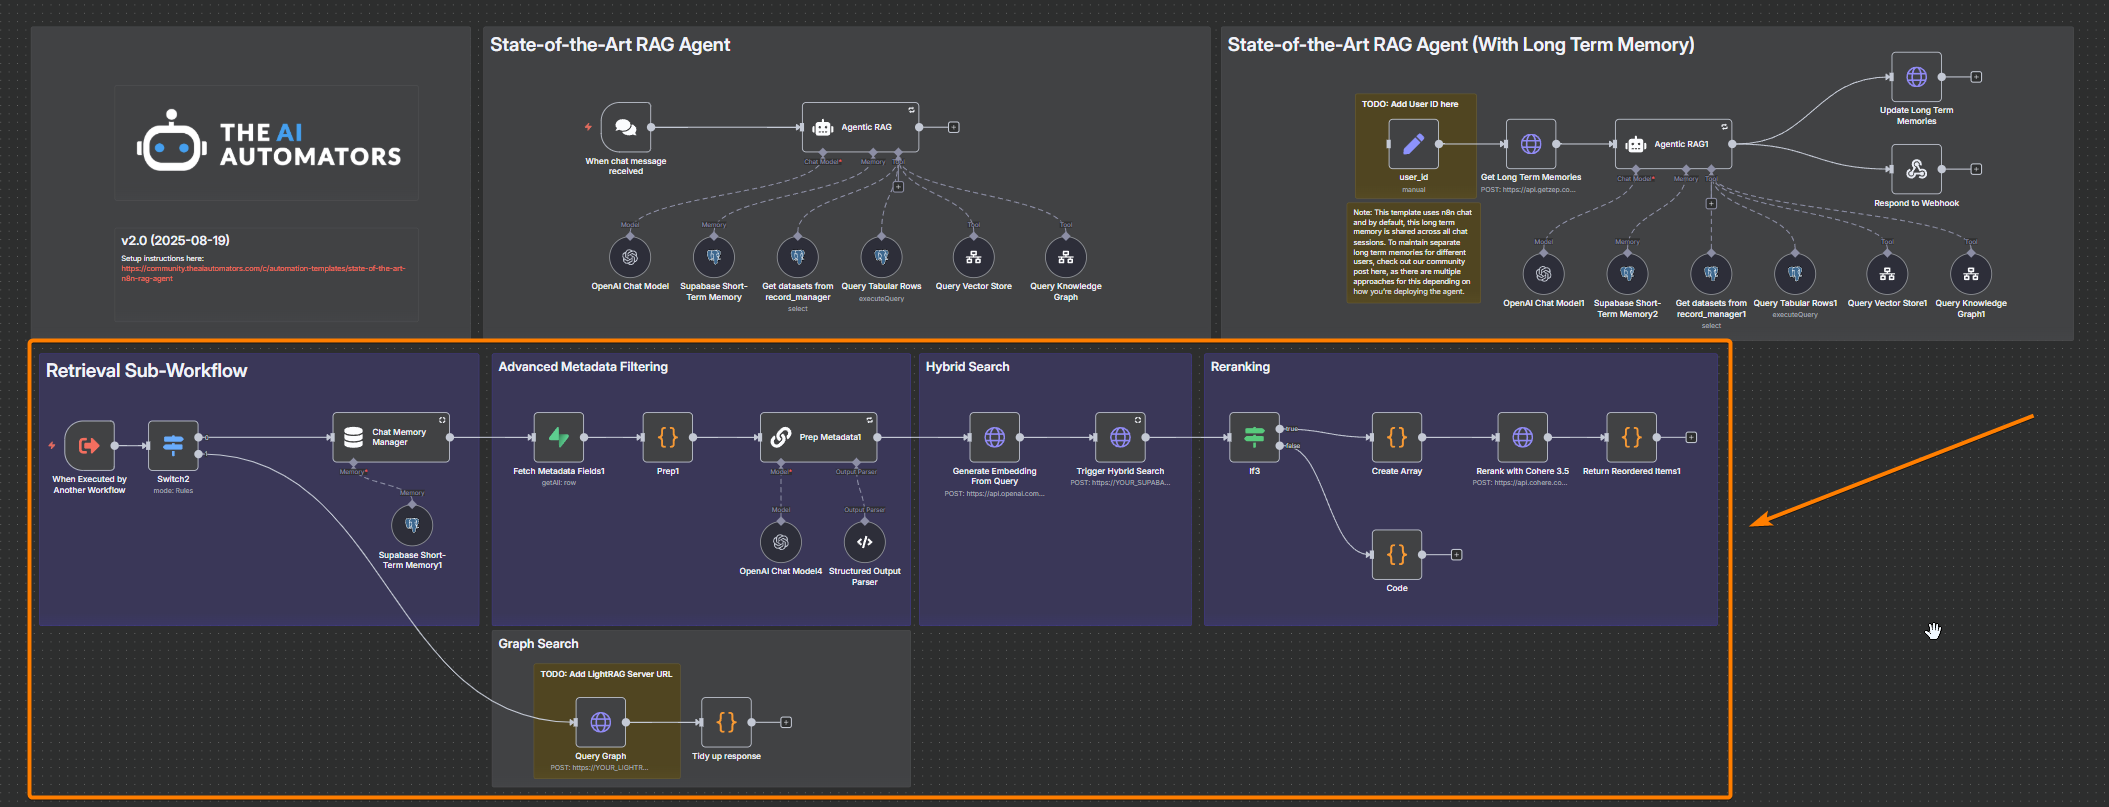 THE AI
AUTOMATORS
v2.0 (2025-08-19)
Setup instructions here:
https://community.theaiautomators.com/c/automation-templates/state-of-the-art-
n8n-rag-agent
State-of-the-Art RAG Agent
When chat message
received
Agentic RAG
Chat Model*
Memory
Tool
Model
Memory
Tool
Tool
OpenAI Chat Model
Supabase Short-
Term Memory
Get datasets from
record_manager
select
Query Tabular Rows
executeQuery
Query Vector Store
Query Knowledge
Graph
State-of-the-Art RAG Agent (With Long Term Memory)
TODO: Add User ID here
user_id
manual
Note: This template uses n8n chat
and by default, this long term
memory is shared across all chat
sessions. To maintain separate
long term memories for different
users, check out our community
post here, as there are multiple
approaches for this depending on
how you're deploying the agent.
Get Long Term Memories
POST: https://api.getzep.co...
Agentic RAG1
Chat Model*
Memory
Tool
Update Long Term
Memories
Respond to Webhook
Model
Memory
Tool
Tool
OpenAI Chat Model1
Supabase Short-
Term Memory2
Get datasets from
record_manager1
select
Query Tabular Rows1
executeQuery
Query Vector Store1
Query Knowledge
Graph1
Retrieval Sub-Workflow
When Executed by
Another Workflow
Switch2
mode: Rules
0
1
Chat Memory
Manager
Memory*
Memory
Supabase Short-
Term Memory1
Advanced Metadata Filtering
Fetch Metadata Fields1
getAll: row
Prep1
Prep Metadata1
Model*
Output Parser
Model
Output Parser
OpenAI Chat Model4
Structured Output
Parser
Hybrid Search
Generate Embedding
From Query
POST: https://api.openai.com...
Trigger Hybrid Search
POST: https://YOUR_SUPABA...
Reranking
If3
true
false
Create Array
Rerank with Cohere 3.5
POST: https://api.cohere.co...
Return Reordered Items1
Code
Graph Search
TODO: Add LightRAG Server URL
Query Graph
POST: https://YOUR_LIGHTR...
Tidy up response